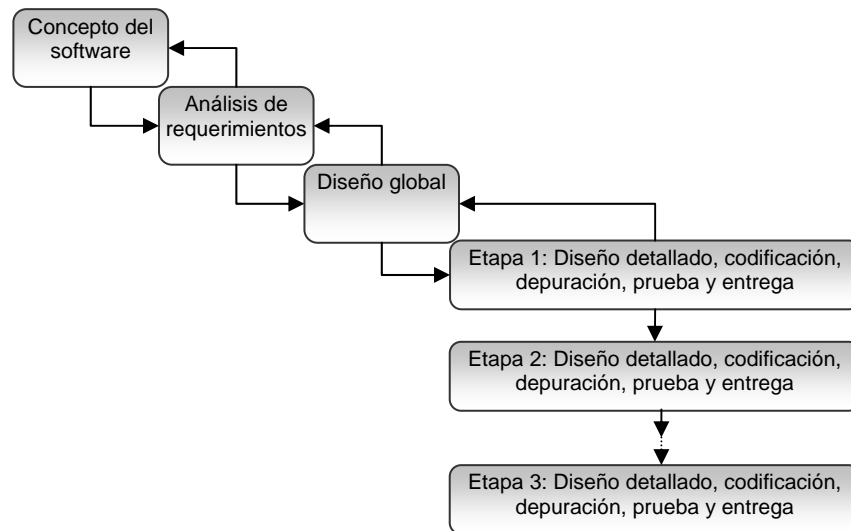 Concepto del
software
Análisis de
requerimientos
Diseño global
Etapa 1: Diseño detallado, codificación,
depuración, prueba y entrega
Etapa 2: Diseño detallado, codificación,
depuración, prueba y entrega
Etapa 3: Diseño detallado, codificación,
depuración, prueba y entrega